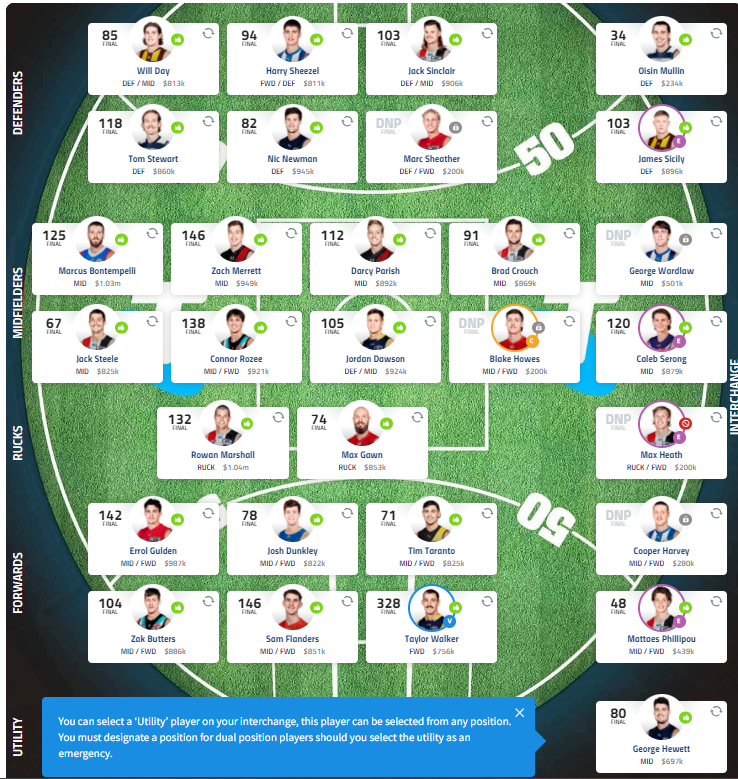 DEFENDERS
85 FINAL
Will Day
DEF / MID $813k
94 FINAL
Harry Sheezel
FWD / DEF $811k
103 FINAL
Jack Sinclair
DEF / MID $906k
34 FINAL
Oisin Mullin
DEF $234k
118 FINAL
Tom Stewart
DEF $860k
82 FINAL
Nic Newman
DEF $945k
DNP FINAL
Marc Sheather
DEF / FWD $200k
103 FINAL
E
James Sicily
DEF $896k
50
MIDFIELDERS
125 FINAL
Marcus Bontempelli
MID $1.03m
146 FINAL
Zach Merrett
MID $949k
112 FINAL
Darcy Parish
MID $892k
91 FINAL
Brad Crouch
MID $869k
DNP FINAL
George Wardlaw
MID $501k
67 FINAL
Jack Steele
MID $825k
138 FINAL
Connor Rozee
MID / FWD $921k
105 FINAL
Jordan Dawson
DEF / MID $924k
DNP FINAL
C
Blake Howes
MID / FWD $200k
120 FINAL
E
Caleb Serong
MID $879k
INTERCHANGE
RUCKS
132 FINAL
Rowan Marshall
RUCK $1.04m
74 FINAL
Max Gawn
RUCK $853k
DNP FINAL
E
Max Heath
RUCK / FWD $200k
50
FORWARDS
142 FINAL
Errol Gulden
MID / FWD $987k
78 FINAL
Josh Dunkley
MID / FWD $822k
71 FINAL
Tim Taranto
MID / FWD $825k
DNP FINAL
Cooper Harvey
MID / FWD $280k
104 FINAL
Zak Butters
MID / FWD $886k
146 FINAL
Sam Flanders
MID / FWD $851k
328 FINAL
V
Taylor Walker
FWD $756k
48 FINAL
E
Mattaes Phillipou
MID / FWD $439k
UTILITY
You can select a 'Utility' player on your interchange, this player can be selected from any position.
You must designate a position for dual position players should you select the utility as an
emergency.
80 FINAL
George Hewett
MID $697k